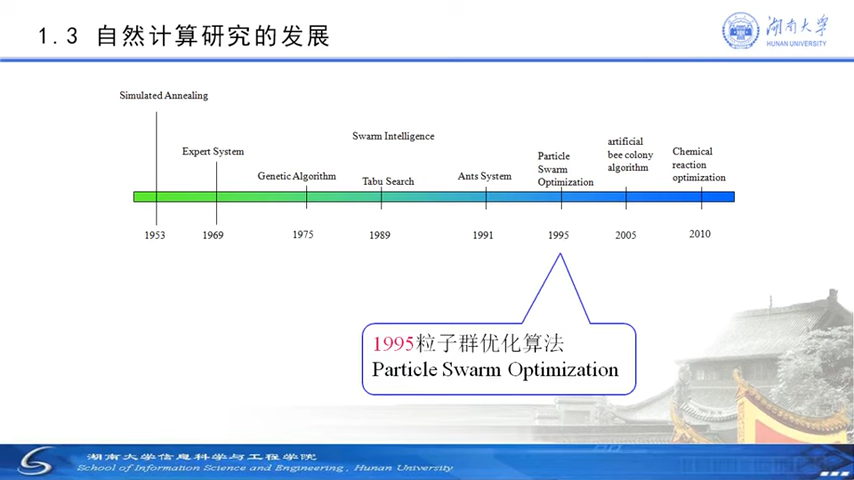 1.3 自然计算研究的发展
湖南大学
HUNAN UNIVERSITY
Simulated Annealing
Expert System
Genetic Algorithm
Swarm Intelligence
Tabu Search
Ants System
Particle
Swarm
Optimization
artificial
bee colony
algorithm
Chemical
reaction
optimization
1953
1969
1975
1989
1991
1995
2005
2010
1995粒子群优化算法
Particle Swarm Optimization
湖南大学信息科学与工程学院
School of Information Science and Engineering, Hunan University